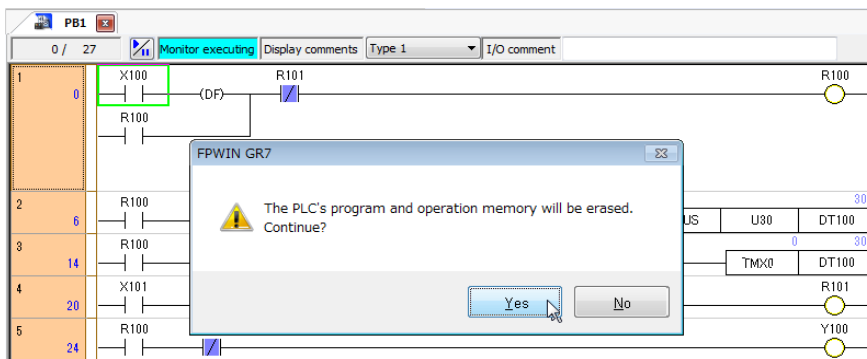 PB1
0 / 27 Monitor executing Display comments Type 1 I/O comment
1 X100 R101 R100
0 (DF)
R100
FPWIN GR7
The PLC's program and operation memory will be erased.
Continue?
Yes No
2 R100 30
6 US U30 DT100
3 R100 0 30
14 TMX0 DT100
4 X101 R101
20
5 R100 Y100
24